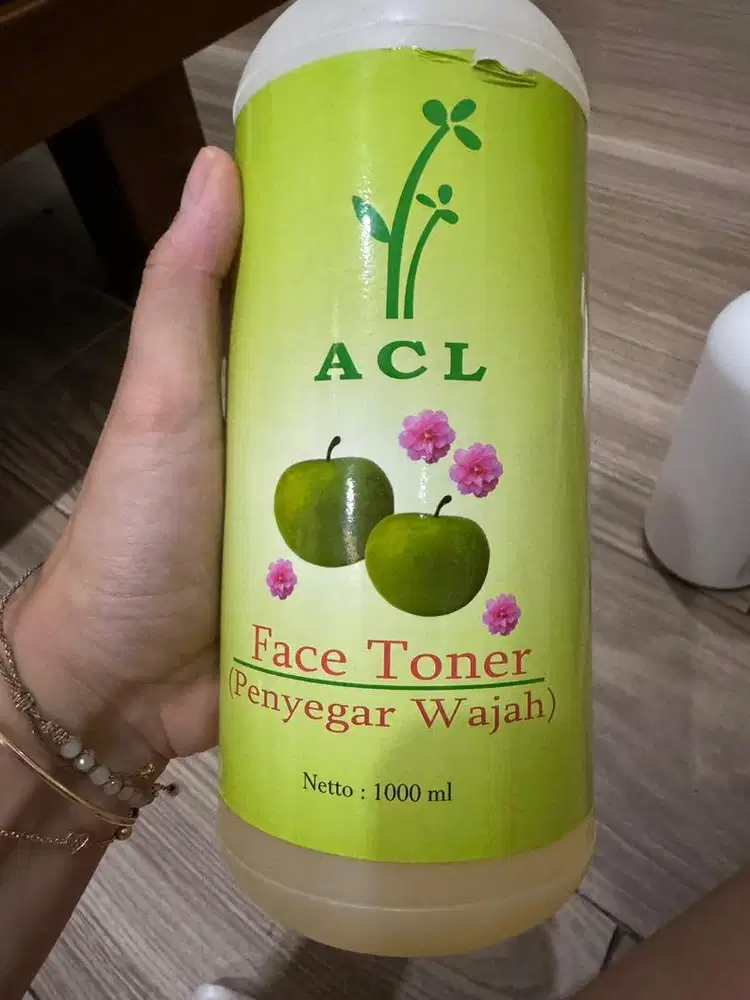 ACL
Face Toner
(Penyegar Wajah)
Netto : 1000 ml